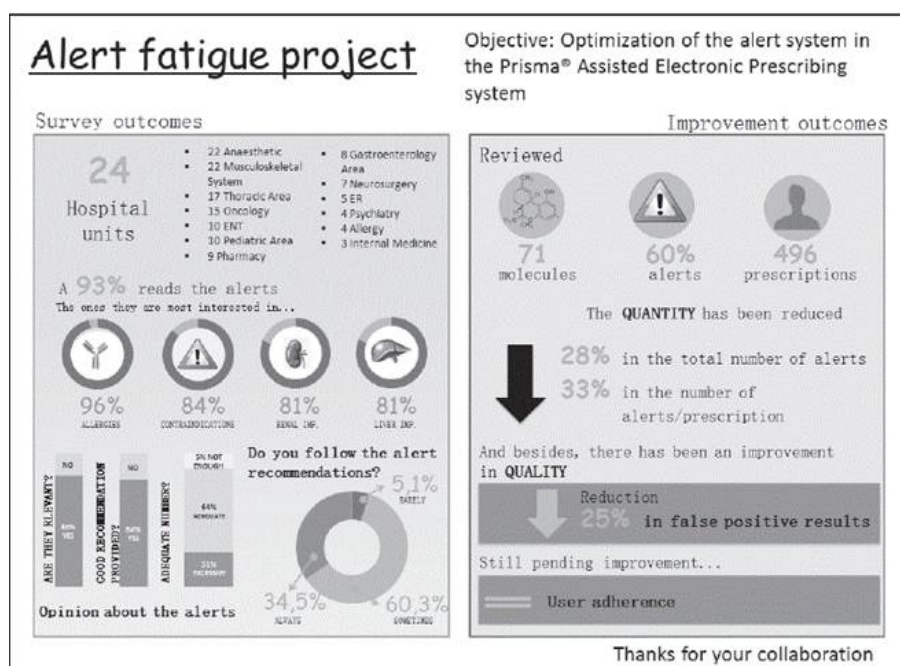 Alert fatigue project
Objective: Optimization of the alert system in
the Prisma® Assisted Electronic Prescribing
system
Survey outcomes
24
Hospital
units
▪ 22 Anaesthetic
▪ 22 Musculoskeletal
System
▪ 17 Thoracic Area
▪ 15 Oncology
▪ 10 ENT
▪ 10 Pediatric Area
▪ 9 Pharmacy
▪ 8 Gastroenterology
Area
▪ 7 Neurosurgery
▪ 5 ER
▪ 4 Psychiatry
▪ 4 Allergy
▪ 3 Internal Medicine
A 93% reads the alerts
The ones they are most interested in...
96%
ALLERGIES
84%
CONTRAINDICATIONS
81%
RENAL IMP.
81%
LIVER IMP.
ARE THEY RELEVANT?
NO
YES
GOOD RECOMMENDATION
PROVIDED?
NO
YES
ADEQUATE NUMBER?
5% NOT
ENOUGH
64%
ADEQUATE
31%
EXCESSIVE
Opinion about the alerts
Do you follow the alert
recommendations?
5,1%
RARELY
34,5%
ALWAYS
60,3%
SOMETIMES
Improvement outcomes
Reviewed
71
molecules
60%
alerts
496
prescriptions
The QUANTITY has been reduced
28% in the total number of alerts
33% in the number of
alerts/prescription
And besides, there has been an improvement
in QUALITY
Reduction
25% in false positive results
Still pending improvement...
User adherence
Thanks for your collaboration